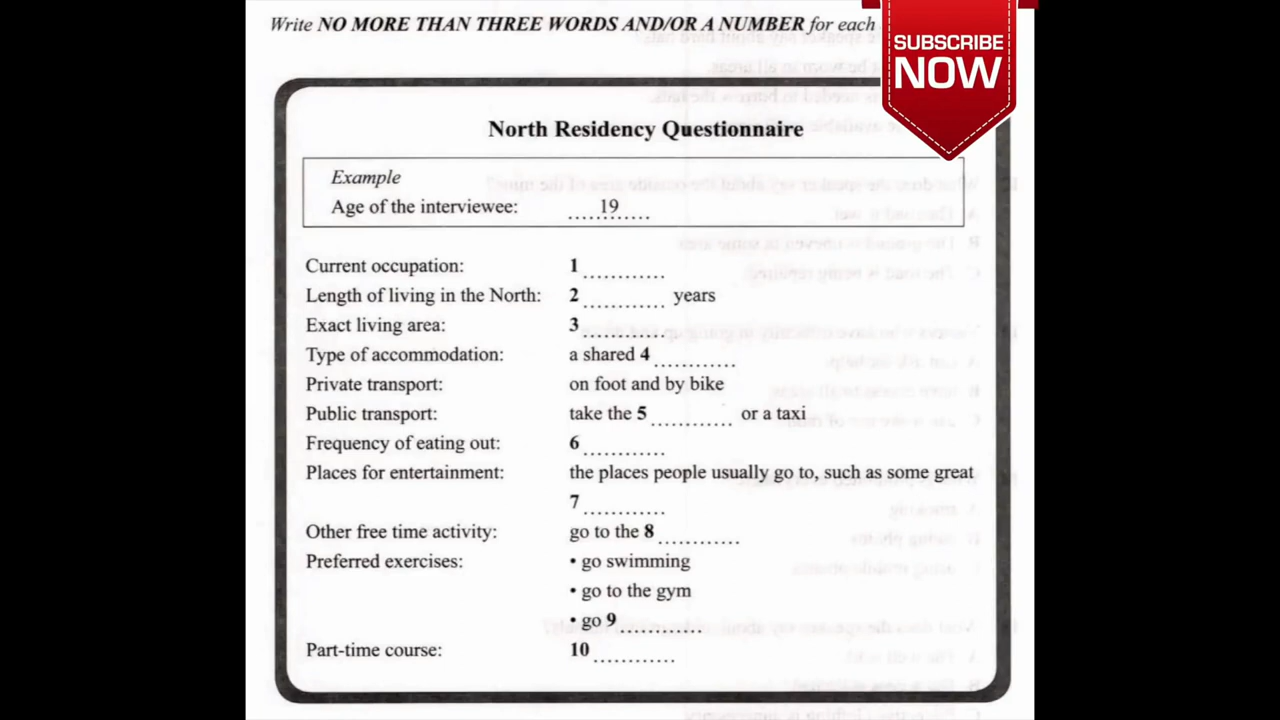 Write NO MORE THAN THREE WORDS AND/OR A NUMBER for each
SUBSCRIBE
NOW
North Residency Questionnaire
Example
Age of the interviewee: ......19......
Current occupation: 1 ............
Length of living in the North: 2 ............ years
Exact living area: 3 ............
Type of accommodation: a shared 4 ............
Private transport: on foot and by bike
Public transport: take the 5 ............ or a taxi
Frequency of eating out: 6 ............
Places for entertainment: the places people usually go to, such as some great
7 ............
Other free time activity: go to the 8 ............
Preferred exercises: • go swimming
• go to the gym
• go 9 ............
Part-time course: 10 ............